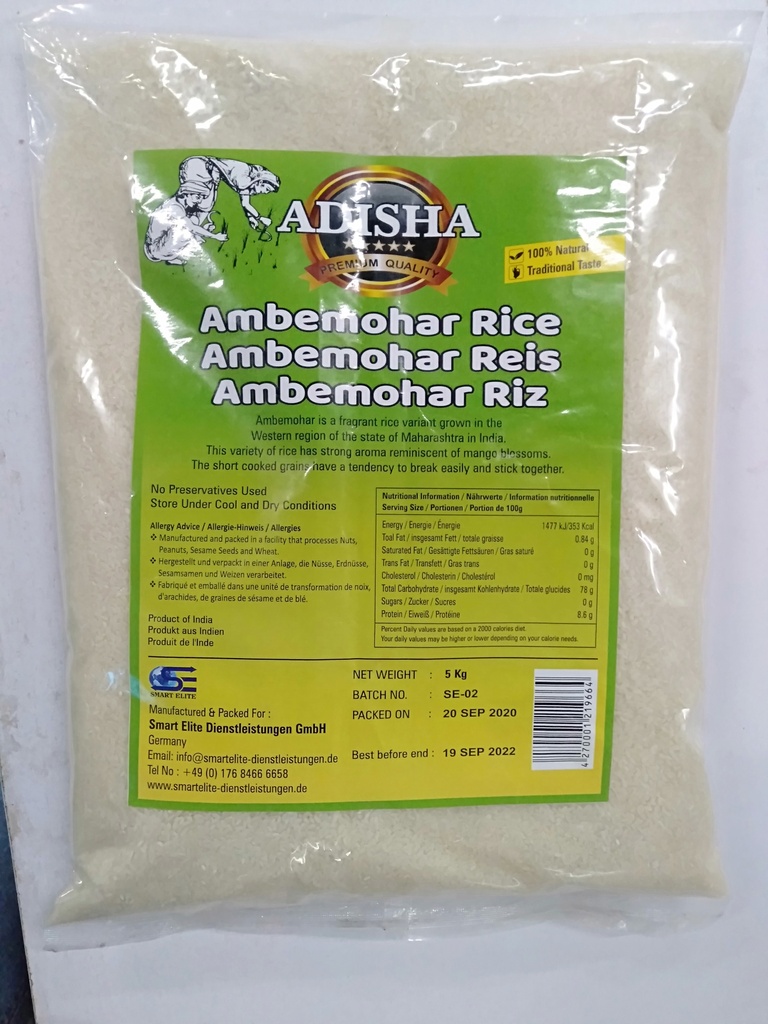 ADISHA
PREMIUM QUALITY
100% Natural
Traditional Taste
Ambemohar Rice
Ambemohar Reis
Ambemohar Riz
Ambemohar is a fragrant rice variant grown in the
Western region of the state of Maharashtra in India.
This variety of rice has strong aroma reminiscent of mango blossoms.
The short cooked grains have a tendency to break easily and stick together.
No Preservatives Used
Store Under Cool and Dry Conditions
Allergy Advice / Allergie-Hinweis / Allergies
❖ Manufactured and packed in a facility that processes Nuts,
Peanuts, Sesame Seeds and Wheat.
❖ Hergestellt und verpackt in einer Anlage, die Nüsse, Erdnüsse,
Sesamsamen und Weizen verarbeitet.
❖ Fabriqué et emballé dans une unité de transformation de noix,
d'arachides, de graines de sésame et de blé.
Product of India
Produkt aus Indien
Produit de l'Inde
Nutritional Information / Nährwerte / Information nutritionnelle
Serving Size / Portionen / Portion de 100g
Energy / Energie / Énergie 1477 kJ/353 Kcal
Toal Fat / insgesamt Fett / totale graisse 0.84 g
Saturated Fat / Gesättigte Fettsäuren / Gras saturé 0 g
Trans Fat / Transfett / Gras trans 0 g
Cholesterol / Cholesterin / Cholestérol 0 mg
Total Carbohydrate / insgesamt Kohlenhydrate / Totale glucides 78 g
Sugars / Zucker / Sucres 0 g
Protein / Eiweiß / Protéine 8.6 g
Percent Daily values are based on a 2000 calories diet.
Your daily values may be higher or lower depending on your calorie needs.
SE
SMART ELITE
Manufactured & Packed For :
Smart Elite Dienstleistungen GmbH
Germany
Email: info@smartelite-dienstleistungen.de
Tel No : +49 (0) 176 8466 6658
www.smartelite-dienstleistungen.de
NET WEIGHT : 5 Kg
BATCH NO. : SE-02
PACKED ON : 20 SEP 2020
Best before end : 19 SEP 2022
4 270001 219664